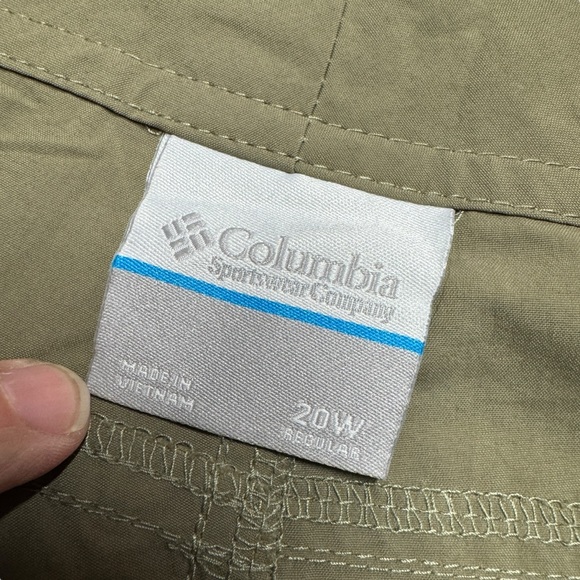 Columbia
Sportswear Company
MADE IN
VIETNAM
20W
REGULAR